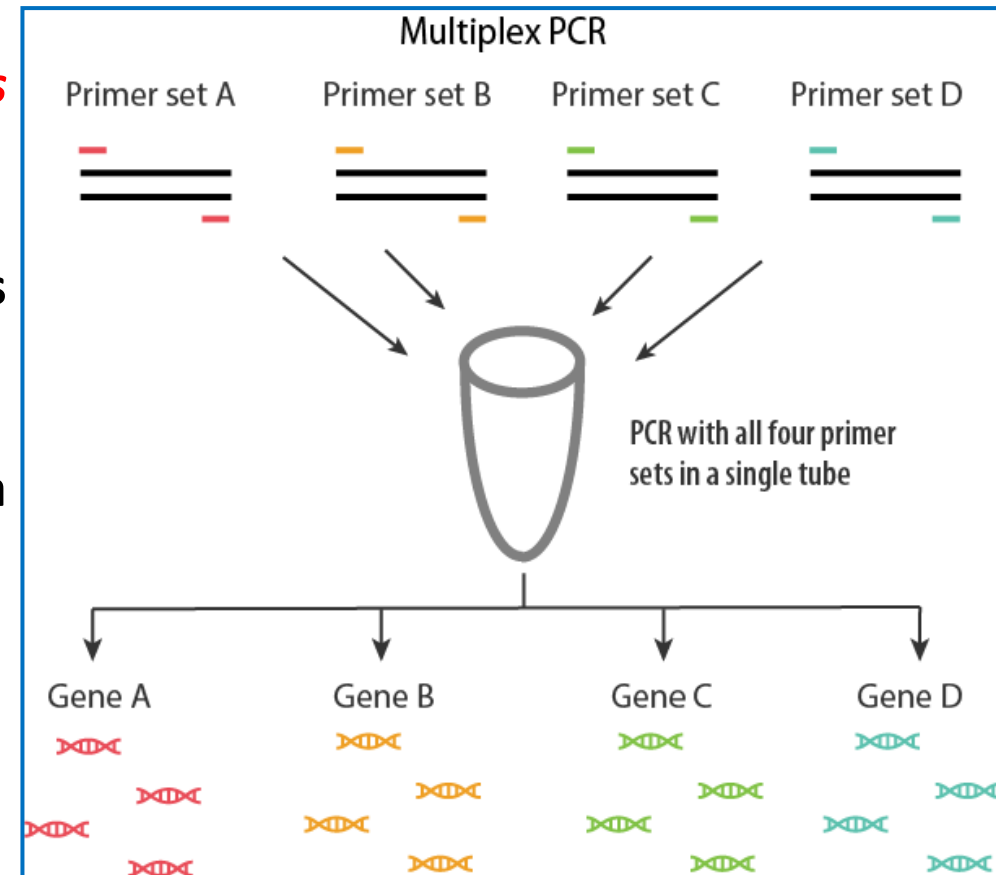 Multiplex PCR
s
Primer set A Primer set B Primer set C Primer set D
s
PCR with all four primer
sets in a single tube
Gene A Gene B Gene C Gene D